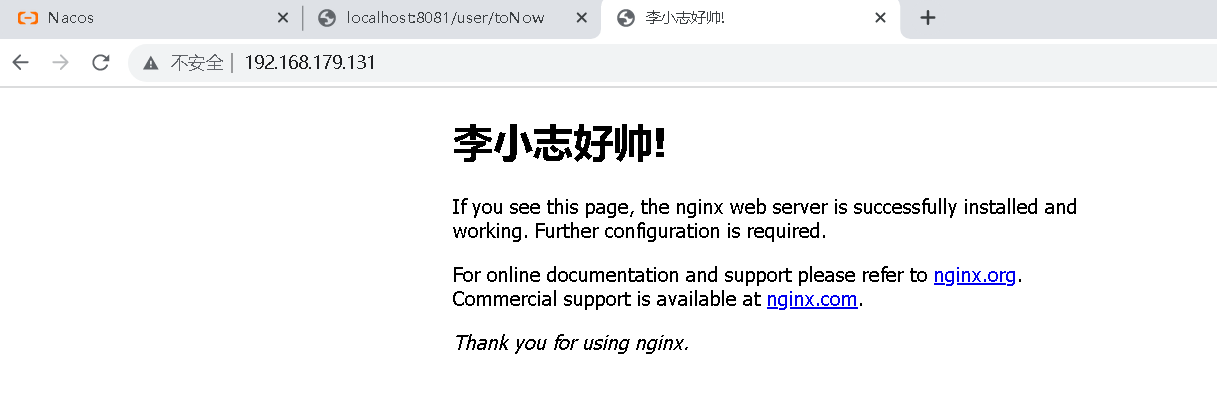 Nacos
localhost:8081/user/toNow
李小志好帅!
不安全 | 192.168.179.131
李小志好帅!
If you see this page, the nginx web server is successfully installed and
working. Further configuration is required.
For online documentation and support please refer to nginx.org.
Commercial support is available at nginx.com.
Thank you for using nginx.